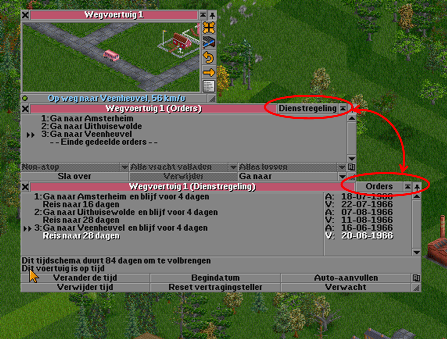 Wegvoertuig 1
Op weg naar Veenheuvel, 56 km/o
Wegvoertuig 1 (Orders) Dienstregeling
1: Ga naar Amsterheim
2: Ga naar Uithuisewolde
3: Ga naar Veenheuvel
- - Einde gedeelde orders - -
Non-stop Alle vracht volladen Alles lossen
Sla over Verwijder Ga naar
Wegvoertuig 1 (Dienstregeling) Orders
1: Ga naar Amsterheim en blijf voor 4 dagen A: 18-07-1966
Reis naar 16 dagen V: 22-07-1966
2: Ga naar Uithuisewolde en blijf voor 4 dagen A: 07-08-1966
Reis naar 28 dagen V: 11-08-1966
3: Ga naar Veenheuvel en blijf voor 4 dagen A: 16-06-1966
Reis naar 28 dagen V: 20-06-1966
Dit tijdschema duurt 84 dagen om te volbrengen
Dit voertuig is op tijd
Verander de tijd Begindatum Auto-aanvullen
Verwijder tijd Reset vertragingsteller Verwacht